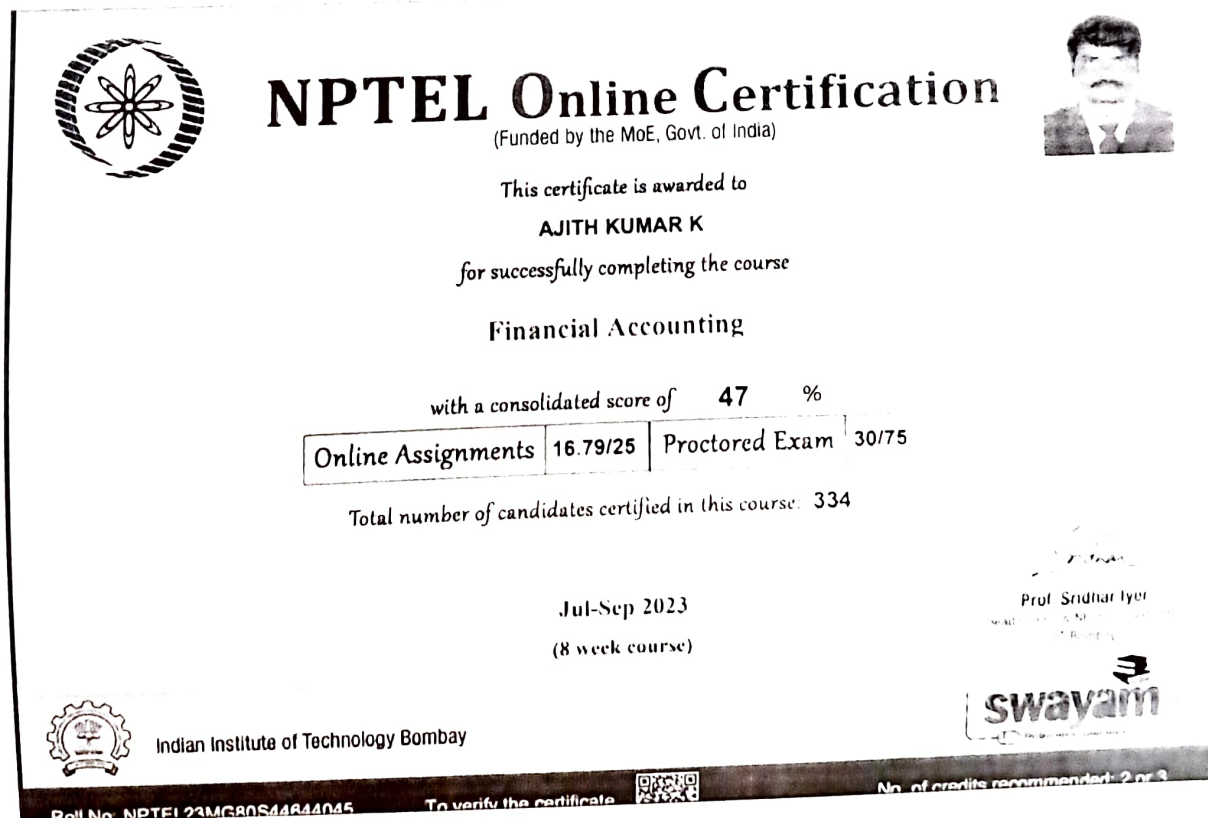 NPTEL Online Certification
(Funded by the MoE, Govt. of India)
This certificate is awarded to
AJITH KUMAR K
for successfully completing the course
Financial Accounting
with a consolidated score of 47 %
Online Assignments 16.79/25 Proctored Exam 30/75
Total number of candidates certified in this course: 334
Jul-Sep 2023
(8 week course)
Prof. Sridhar Iyer
swayam
Indian Institute of Technology Bombay
Roll No: NPTEL23MG80S44644045 To verify the certificate No. of credits recommended: 2 or 3